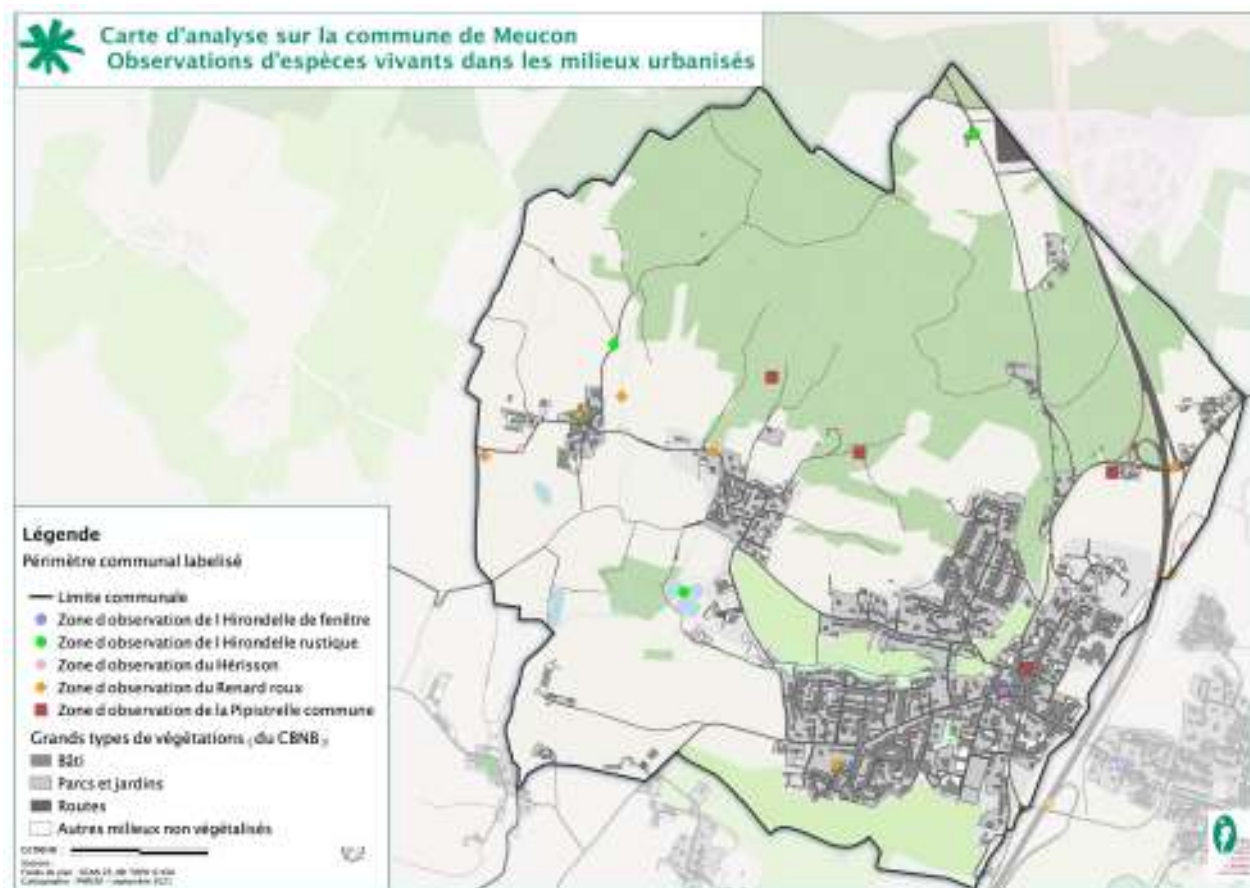 Carte d'analyse sur la commune de Meucon
Observations d'espèces vivants dans les milieux urbanisés
Légende
Périmètre communal labelisé
Limite communale
Zone d observation de l Hirondelle de fenêtre
Zone d observation de l Hirondelle rustique
Zone d observation du Hérisson
Zone d observation du Renard roux
Zone d observation de la Pipistrelle commune
Grands types de végétations ( du CBNB )
Bâti
Parcs et jardins
Routes
Autres milieux non végétalisés